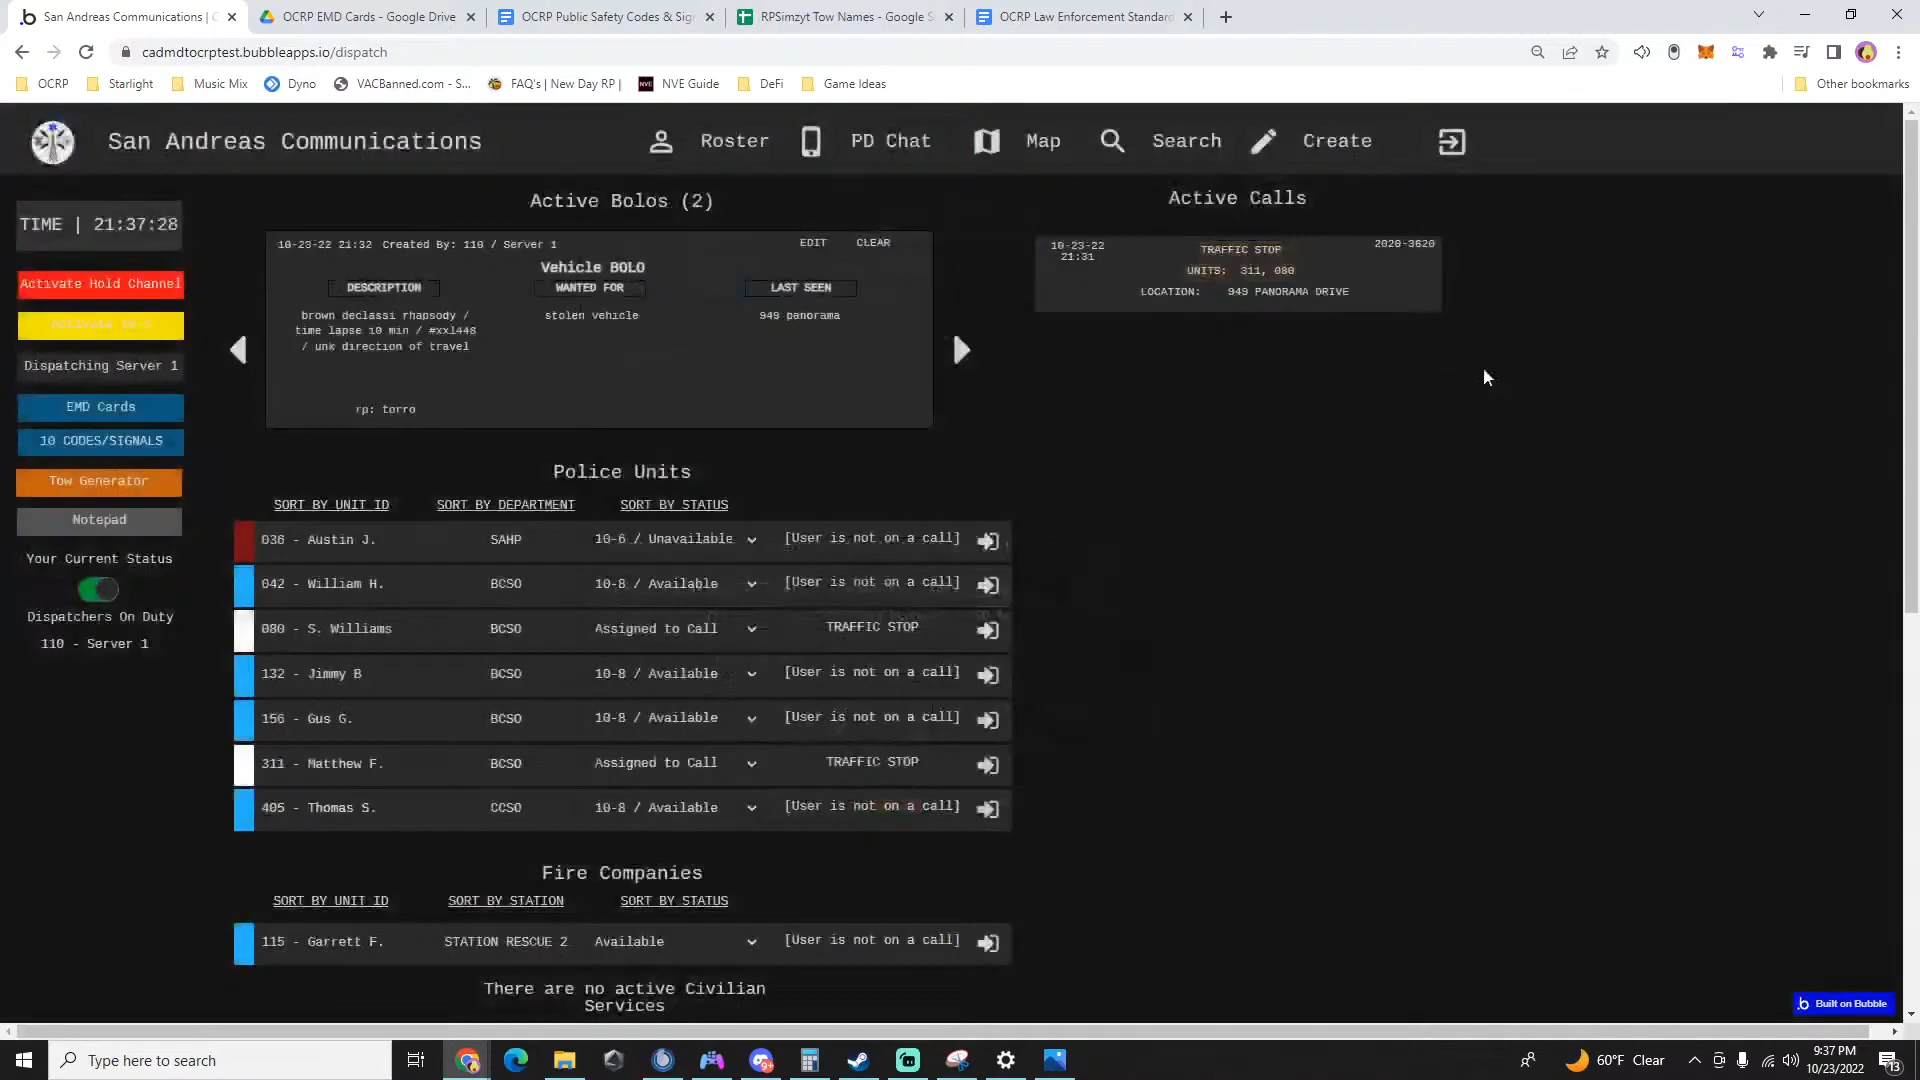 San Andreas Communications | C
OCRP EMD Cards - Google Drive
OCRP Public Safety Codes & Sig
RPSimzyt Tow Names - Google S
OCRP Law Enforcement Standard
cadmdtocrptest.bubbleapps.io/dispatch
OCRP
Starlight
Music Mix
Dyno
VACBanned.com - S...
FAQ's | New Day RP |
NVE Guide
DeFi
Game Ideas
Other bookmarks
San Andreas Communications
Roster
PD Chat
Map
Search
Create
TIME | 21:37:28
Activate Hold Channel
Dispatching Server 1
EMD Cards
10 CODES/SIGNALS
Tow Generator
Notepad
Your Current Status
Dispatchers On Duty
110 - Server 1
Active Bolos (2)
10-23-22 21:32 Created By: 110 / Server 1
EDIT
CLEAR
Vehicle BOLO
DESCRIPTION
WANTED FOR
LAST SEEN
brown declassi rhapsody /
time lapse 10 min / #xxl448
/ unk direction of travel
stolen vehicle
949 panorama
rp: torro
Active Calls
10-23-22
21:31
TRAFFIC STOP
2020-3620
UNITS: 311, 080
LOCATION: 949 PANORAMA DRIVE
Police Units
SORT BY UNIT ID
SORT BY DEPARTMENT
SORT BY STATUS
036 - Austin J. SAHP 10-6 / Unavailable [User is not on a call]
042 - William H. BCSO 10-8 / Available [User is not on a call]
080 - S. Williams BCSO Assigned to Call TRAFFIC STOP
132 - Jimmy B BCSO 10-8 / Available [User is not on a call]
156 - Gus G. BCSO 10-8 / Available [User is not on a call]
311 - Matthew F. BCSO Assigned to Call TRAFFIC STOP
405 - Thomas S. CCSO 10-8 / Available [User is not on a call]
Fire Companies
SORT BY UNIT ID
SORT BY STATION
SORT BY STATUS
115 - Garrett F. STATION RESCUE 2 Available [User is not on a call]
There are no active Civilian
Services
Built on Bubble
Type here to search
60°F Clear
9:37 PM
10/23/2022
13